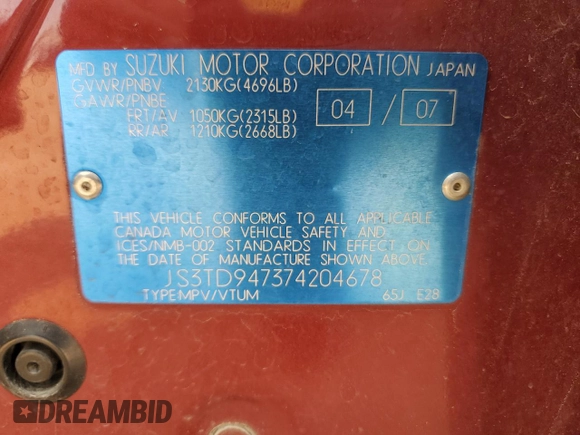 MFD BY SUZUKI MOTOR CORPORATION JAPAN
GVWR/PNBV 2130KG(4696LB)
GAWR/PNBE
FRT/AV 1050KG(2315LB)
04 / 07
RR/AR 1210KG(2668LB)
THIS VEHICLE CONFORMS TO ALL APPLICABLE
CANADA MOTOR VEHICLE SAFETY AND
ICES/NMB-002 STANDARDS IN EFFECT ON
THE DATE OF MANUFACTURE SHOWN ABOVE.
JS3TD947374204678
TYPE:MPV/VTUM 65J E28
DREAMBID